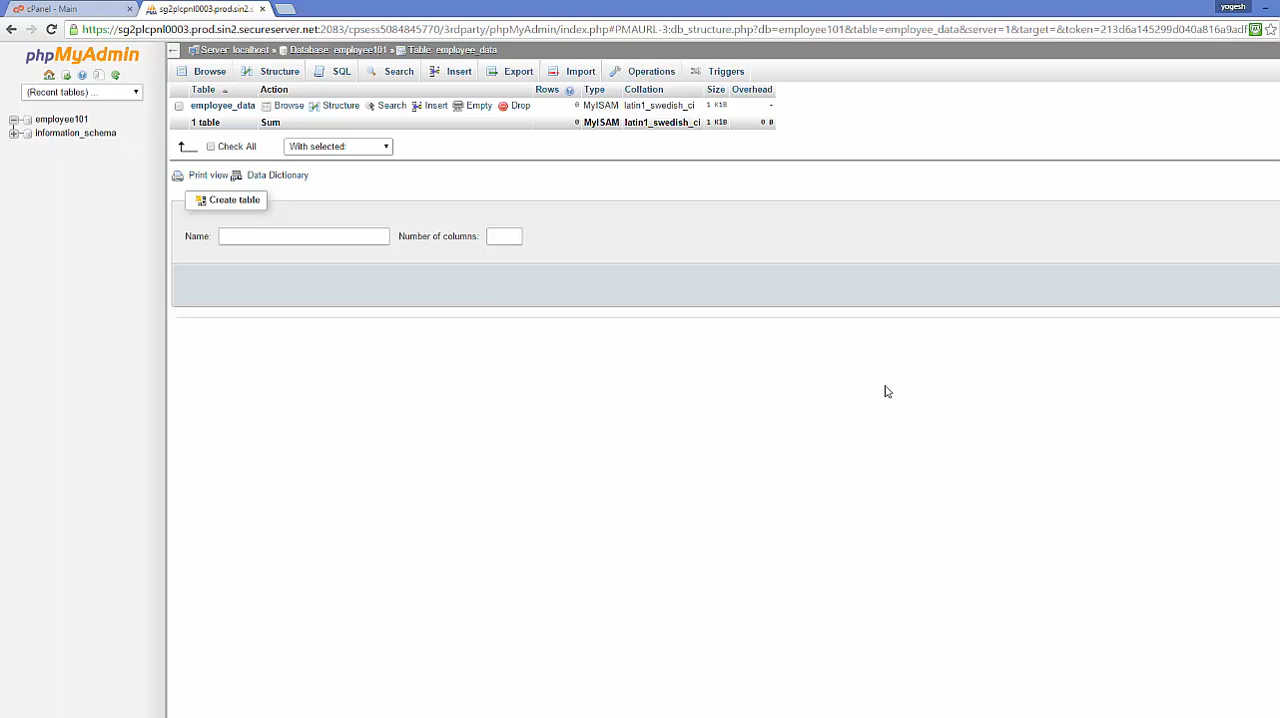 cPanel - Main
sg2plcpnl0003.prod.sin2.s
yogesh
https://sg2plcpnl0003.prod.sin2.secureserver.net:2083/cpsess5084845770/3rdparty/phpMyAdmin/index.php#PMAURL-3:db_structure.php?db=employee101&table=employee_data&server=1&target=&token=213d6a145299d040a816a9adf
phpMyAdmin
(Recent tables) ...
employee101
information_schema
Server: localhost » Database: employee101 » Table: employee_data
Browse Structure SQL Search Insert Export Import Operations Triggers
Table Action Rows Type Collation Size Overhead
employee_data Browse Structure Search Insert Empty Drop 0 MyISAM latin1_swedish_ci 1 KiB -
1 table Sum 0 MyISAM latin1_swedish_ci 1 KiB 0 B
Check All With selected:
Print view Data Dictionary
Create table
Name: Number of columns: